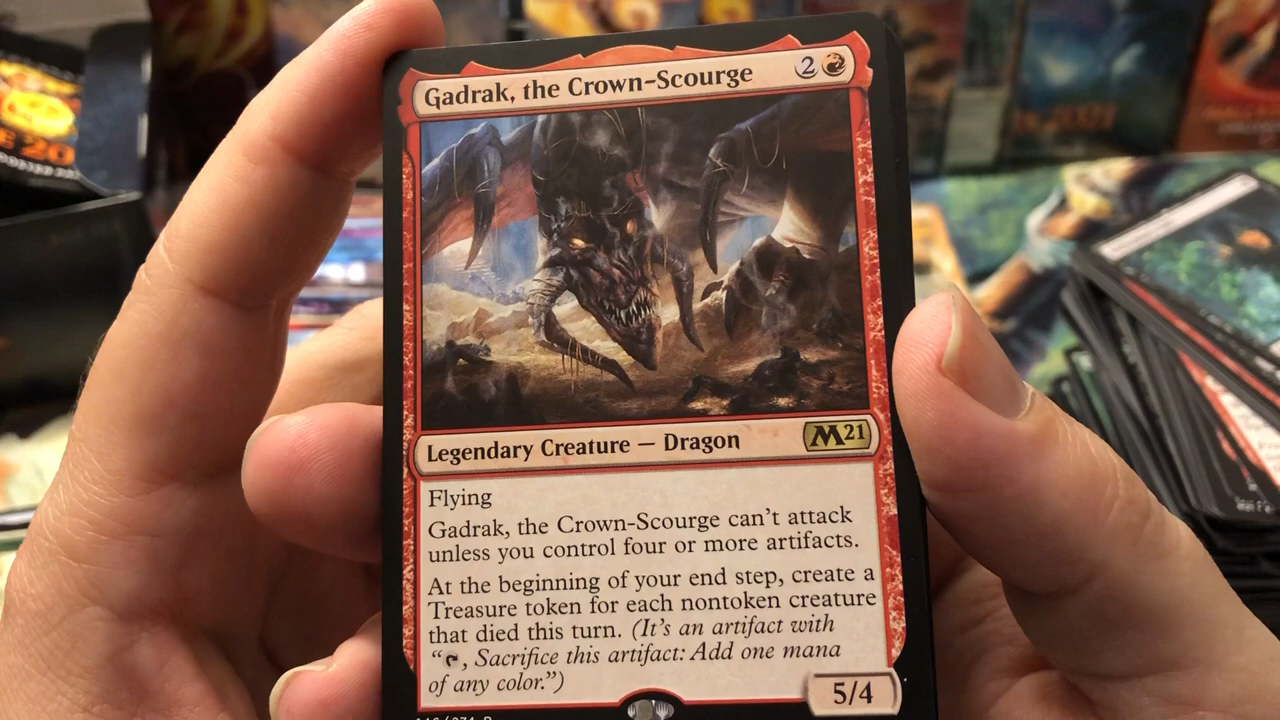 Gadrak, the Crown-Scourge 2
Legendary Creature — Dragon M21
Flying
Gadrak, the Crown-Scourge can't attack
unless you control four or more artifacts.
At the beginning of your end step, create a
Treasure token for each nontoken creature
that died this turn. (It's an artifact with
“, Sacrifice this artifact: Add one mana
of any color.”)
5/4